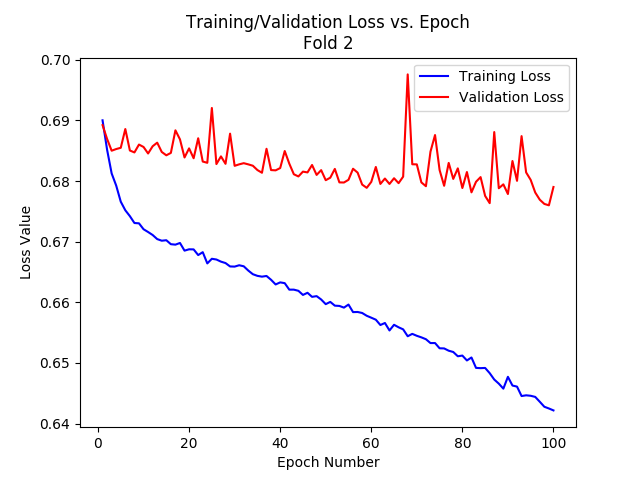 Training/Validation Loss vs. Epoch
Fold 2
Training Loss
Validation Loss
Loss Value
0.70
0.69
0.68
0.67
0.66
0.65
0.64
0
20
40
60
80
100
Epoch Number